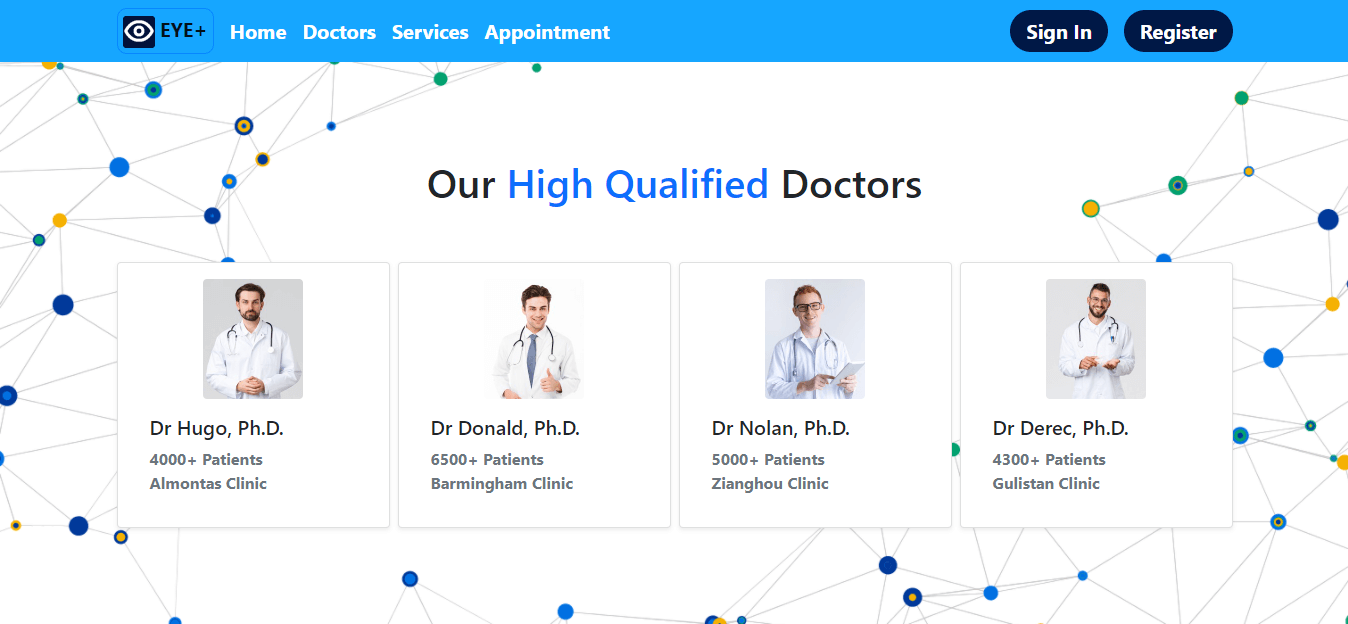 EYE+ Home Doctors Services Appointment Sign In Register
Our High Qualified Doctors
Dr Hugo, Ph.D.
4000+ Patients
Almontas Clinic
Dr Donald, Ph.D.
6500+ Patients
Barmingham Clinic
Dr Nolan, Ph.D.
5000+ Patients
Zianghou Clinic
Dr Derec, Ph.D.
4300+ Patients
Gulistan Clinic